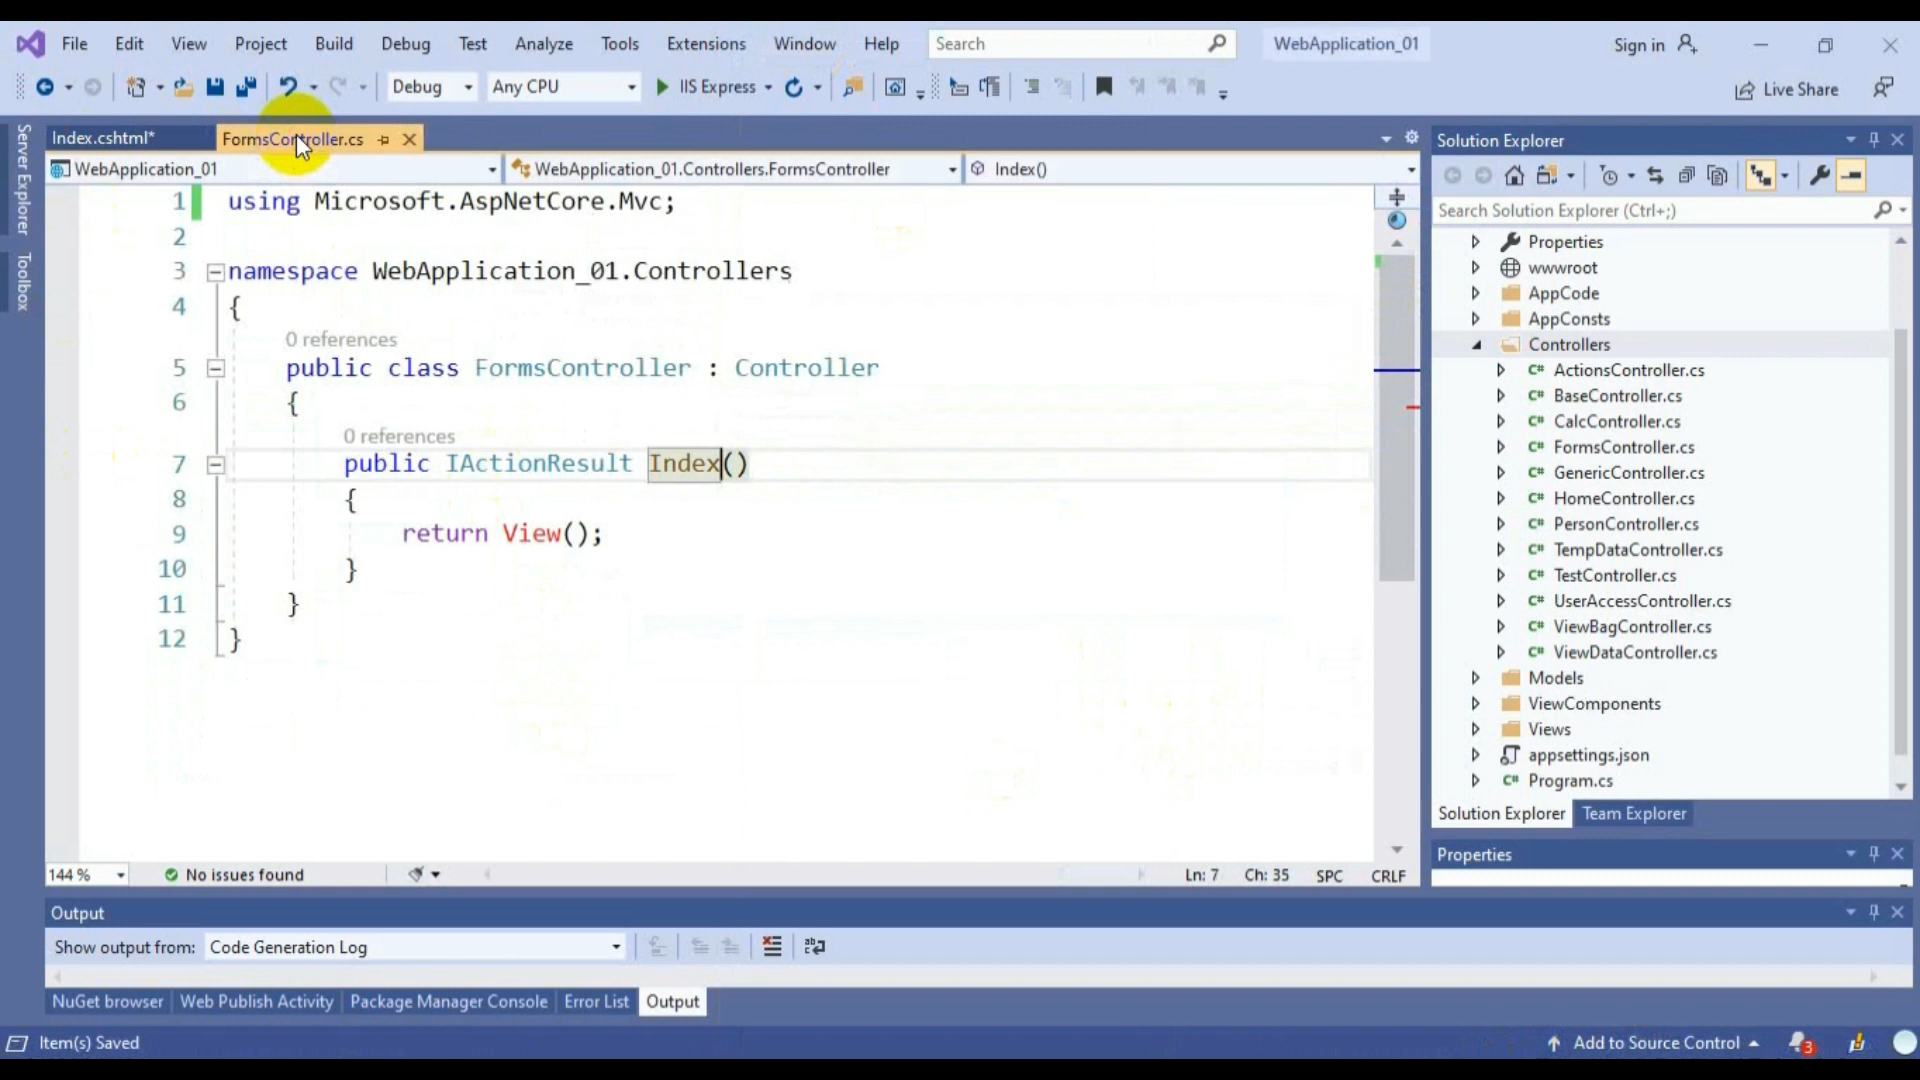 File Edit View Project Build Debug Test Analyze Tools Extensions Window Help Search WebApplication_01 Sign in
Debug Any CPU IIS Express Live Share
Server Explorer
Toolbox
Index.cshtml* FormsController.cs
WebApplication_01 WebApplication_01.Controllers.FormsController Index()
1 using Microsoft.AspNetCore.Mvc;
2
3 namespace WebApplication_01.Controllers
4 {
0 references
5 public class FormsController : Controller
6 {
0 references
7 public IActionResult Index()
8 {
9 return View();
10 }
11 }
12 }
144 % No issues found Ln: 7 Ch: 35 SPC CRLF
Solution Explorer
Search Solution Explorer (Ctrl+;)
Properties
wwwroot
AppCode
AppConsts
Controllers
C# ActionsController.cs
C# BaseController.cs
C# CalcController.cs
C# FormsController.cs
C# GenericController.cs
C# HomeController.cs
C# PersonController.cs
C# TempDataController.cs
C# TestController.cs
C# UserAccessController.cs
C# ViewBagController.cs
C# ViewDataController.cs
Models
ViewComponents
Views
appsettings.json
C# Program.cs
Solution Explorer Team Explorer
Properties
Output
Show output from: Code Generation Log
NuGet browser Web Publish Activity Package Manager Console Error List Output
Item(s) Saved Add to Source Control 3